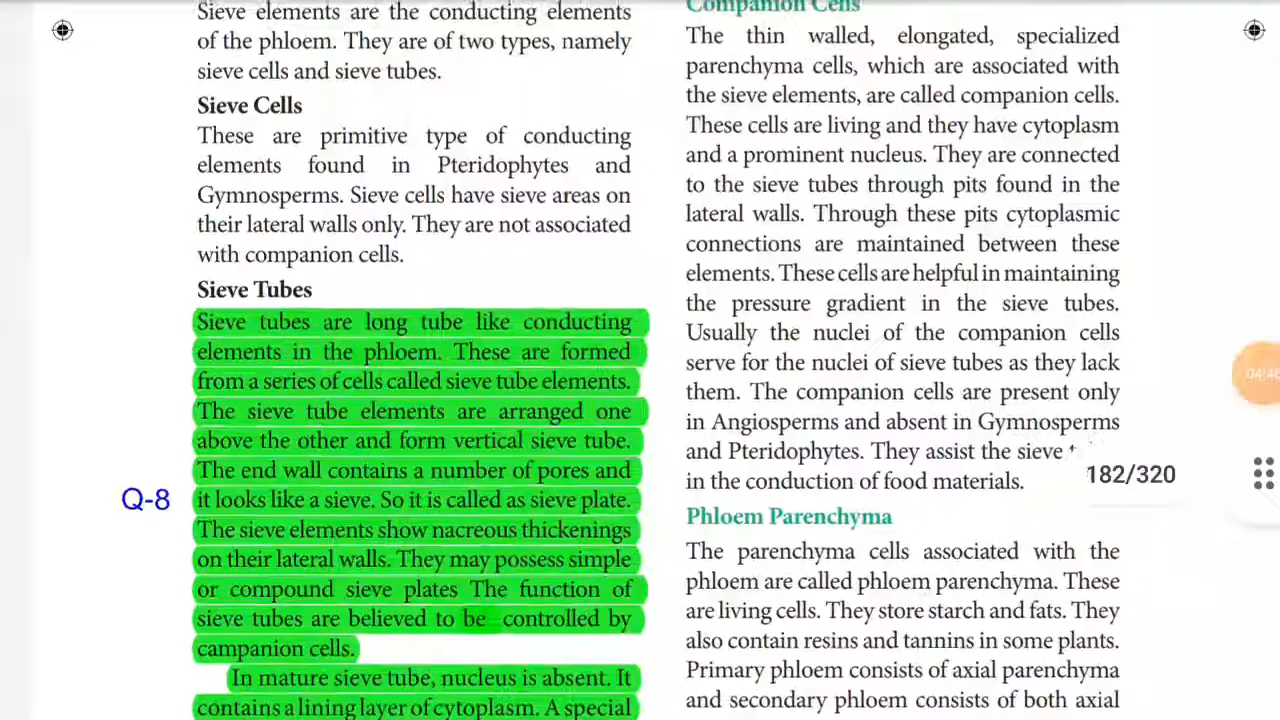 Sieve elements are the conducting elements
of the phloem. They are of two types, namely
sieve cells and sieve tubes.
Sieve Cells
These are primitive type of conducting
elements found in Pteridophytes and
Gymnosperms. Sieve cells have sieve areas on
their lateral walls only. They are not associated
with companion cells.
Sieve Tubes
Sieve tubes are long tube like conducting
elements in the phloem. These are formed
from a series of cells called sieve tube elements.
The sieve tube elements are arranged one
above the other and form vertical sieve tube.
The end wall contains a number of pores and
it looks like a sieve. So it is called as sieve plate.
The sieve elements show nacreous thickenings
on their lateral walls. They may possess simple
or compound sieve plates The function of
sieve tubes are believed to be controlled by
campanion cells.
In mature sieve tube, nucleus is absent. It
contains a lining layer of cytoplasm. A special
Q-8
Companion Cells
The thin walled, elongated, specialized
parenchyma cells, which are associated with
the sieve elements, are called companion cells.
These cells are living and they have cytoplasm
and a prominent nucleus. They are connected
to the sieve tubes through pits found in the
lateral walls. Through these pits cytoplasmic
connections are maintained between these
elements. These cells are helpful in maintaining
the pressure gradient in the sieve tubes.
Usually the nuclei of the companion cells
serve for the nuclei of sieve tubes as they lack
them. The companion cells are present only
in Angiosperms and absent in Gymnosperms
and Pteridophytes. They assist the sieve
in the conduction of food materials.
Phloem Parenchyma
The parenchyma cells associated with the
phloem are called phloem parenchyma. These
are living cells. They store starch and fats. They
also contain resins and tannins in some plants.
Primary phloem consists of axial parenchyma
and secondary phloem consists of both axial
182/320